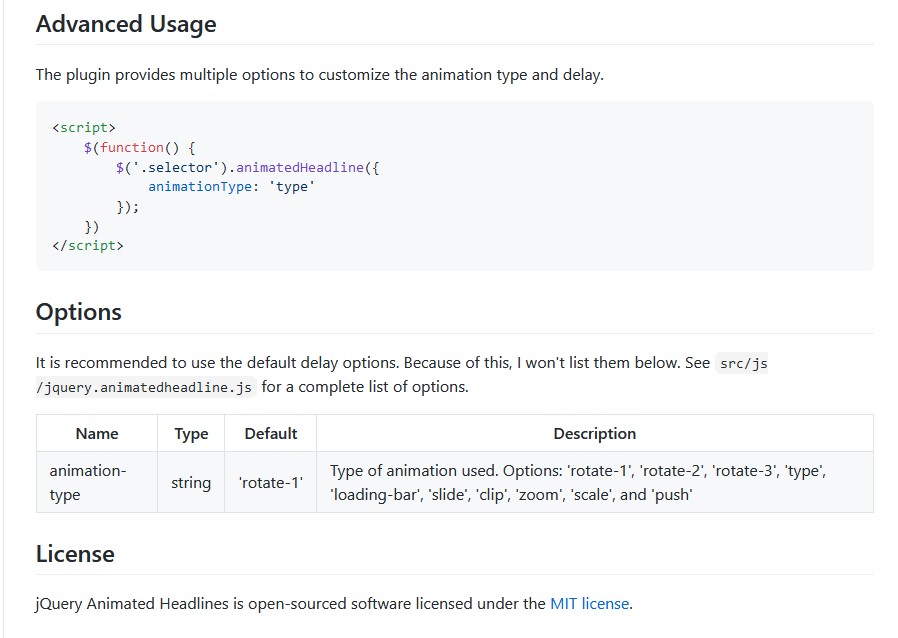 Advanced Usage
The plugin provides multiple options to customize the animation type and delay.
<script>
    $(function() {
        $('.selector').animatedHeadline({
            animationType: 'type'
        });
    })
</script>
Options
It is recommended to use the default delay options. Because of this, I won't list them below. See src/js
/jquery.animatedheadline.js for a complete list of options.
Name Type Default Description
animation-
type
string
'rotate-1'
Type of animation used. Options: 'rotate-1', 'rotate-2', 'rotate-3', 'type',
'loading-bar', 'slide', 'clip', 'zoom', 'scale', and 'push'
License
jQuery Animated Headlines is open-sourced software licensed under the MIT license.